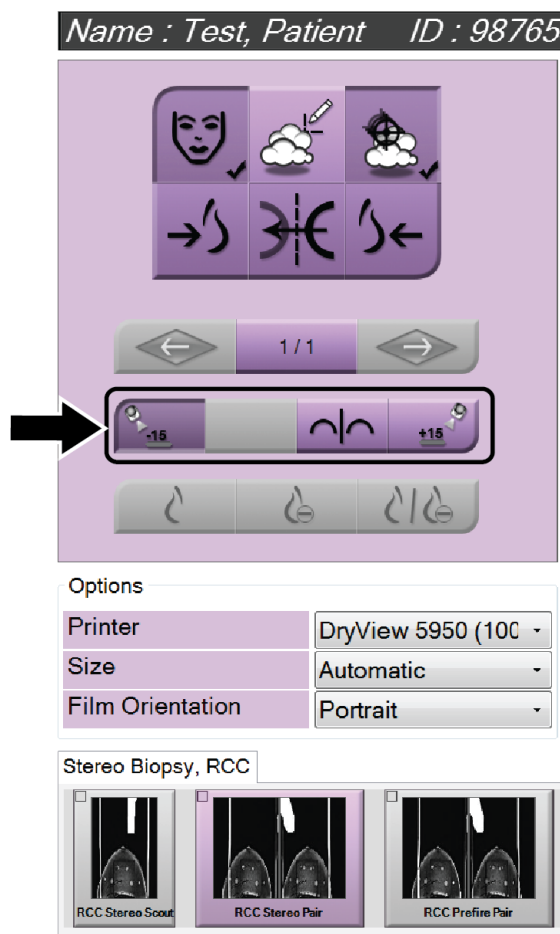 Name : Test, Patient ID : 98765
1 / 1
-15
+15
Options
Printer
DryView 5950 (100
Size
Automatic
Film Orientation
Portrait
Stereo Biopsy, RCC
RCC Stereo Scout
RCC Stereo Pair
RCC Prefire Pair